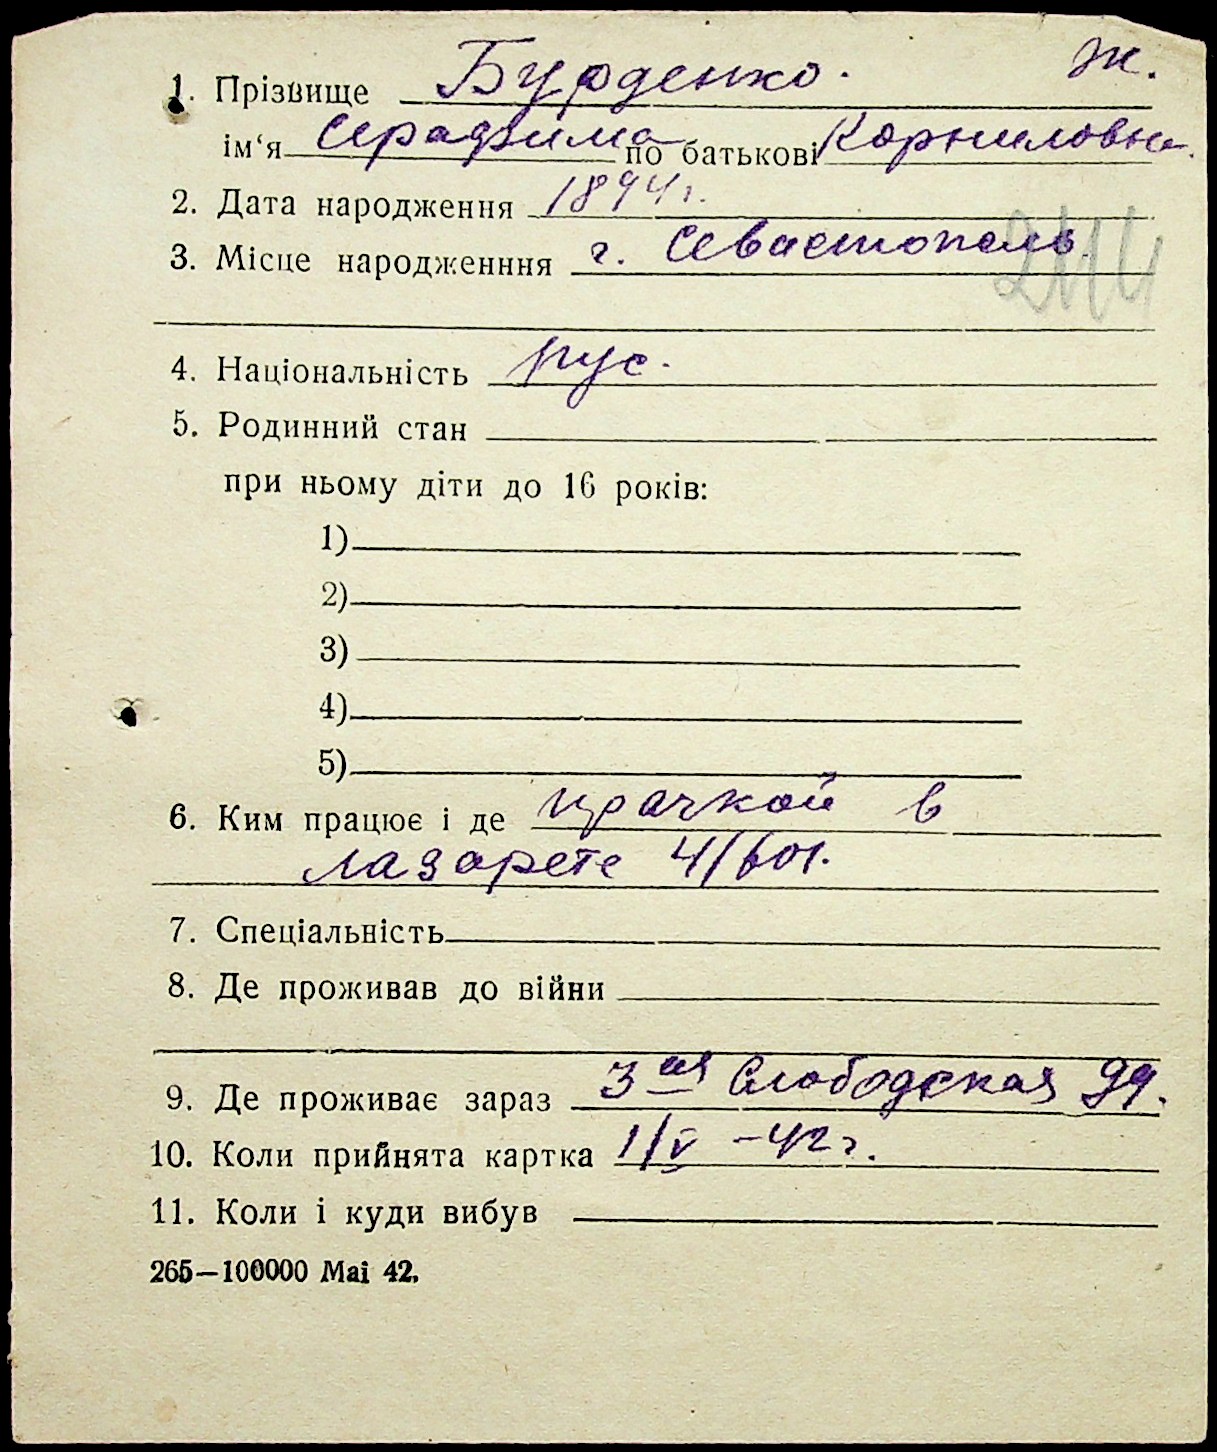 1. Прізвище Бурденко. ж.
ім‘я Серафима по батькові Корниловна.
2. Дата народження 1894 г.
3. Місце народженння г. Севастополь
4. Національність рус.
5. Родинний стан
при ньому діти до 16 років:
1)
2)
3)
4)
5)
6. Ким працює і де прачкой в
лазарете 4/601.
7. Спеціальність
8. Де проживав до війни
9. Де проживає зараз 3ая Слободская 99.
10. Коли прийнята картка 1/V –42 г.
11. Коли і куди вибув
265—100000 Mai 42.